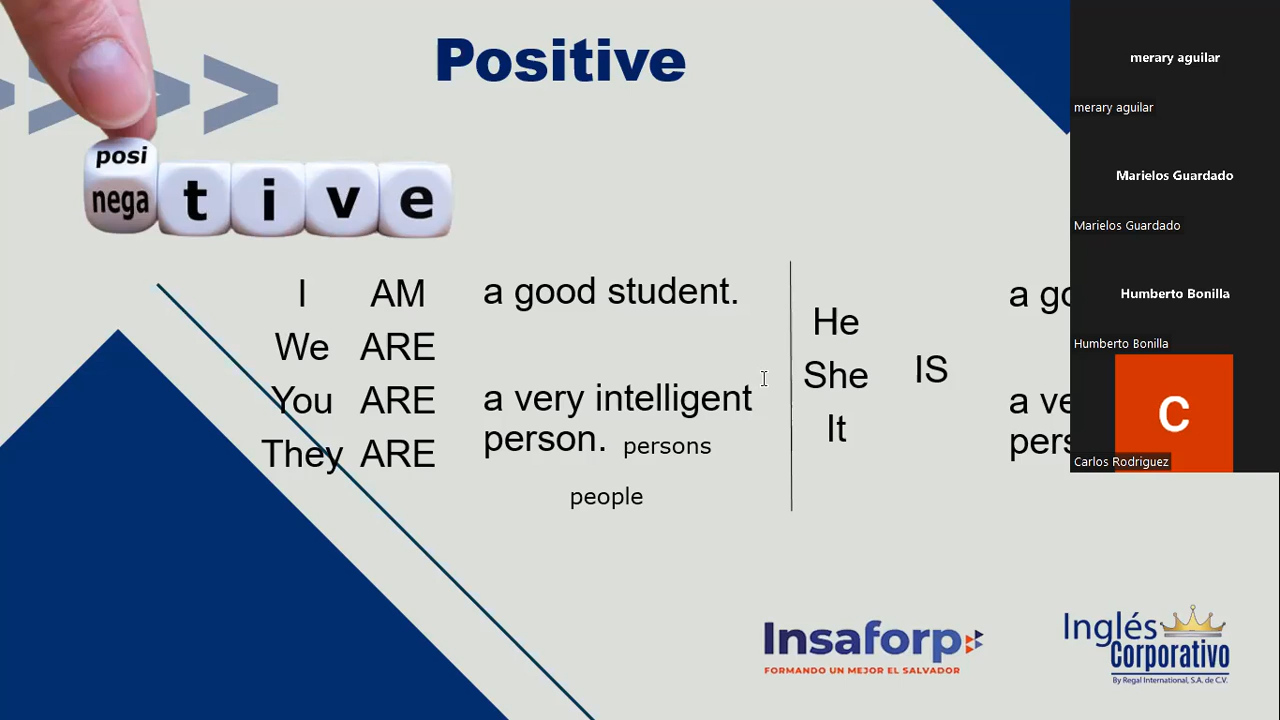 Positive
posi
nega t i v e
I AM a good student.
We ARE
You ARE a very intelligent
person. persons
They ARE
people
He
She IS
It
a go
a ve
pers
merary aguilar
merary aguilar
Marielos Guardado
Marielos Guardado
Humberto Bonilla
Humberto Bonilla
C
Carlos Rodriguez
Insaforp
FORMANDO UN MEJOR EL SALVADOR
Inglés
Corporativo
By Regal International, S.A. de C.V.